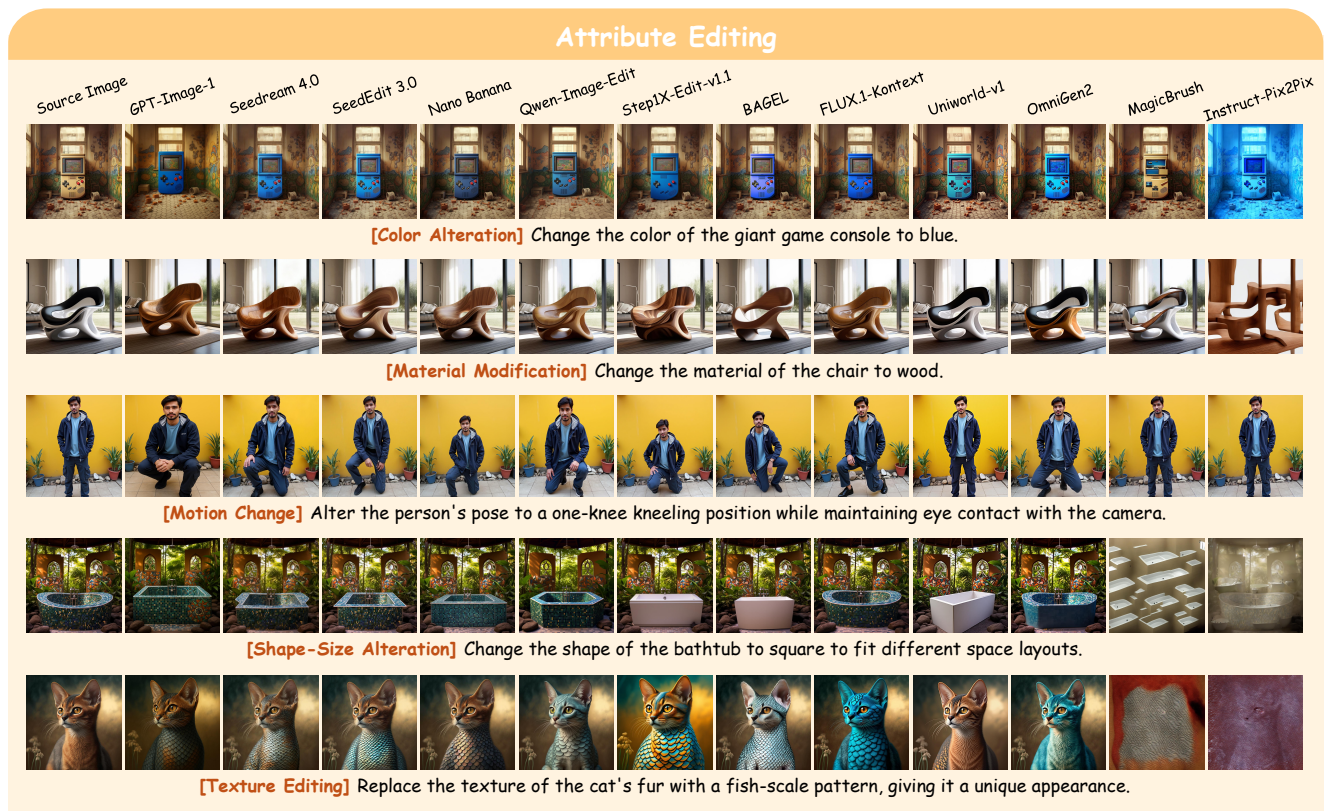 Attribute Editing
Source Image GPT-Image-1 Seedream 4.0 SeedEdit 3.0 Nano Banana Qwen-Image-Edit Step1X-Edit-v1.1 BAGEL FLUX.1-Kontext Uniworld-v1 OmniGen2 MagicBrush Instruct-Pix2Pix
[Color Alteration] Change the color of the giant game console to blue.
[Material Modification] Change the material of the chair to wood.
[Motion Change] Alter the person's pose to a one-knee kneeling position while maintaining eye contact with the camera.
[Shape-Size Alteration] Change the shape of the bathtub to square to fit different space layouts.
[Texture Editing] Replace the texture of the cat's fur with a fish-scale pattern, giving it a unique appearance.